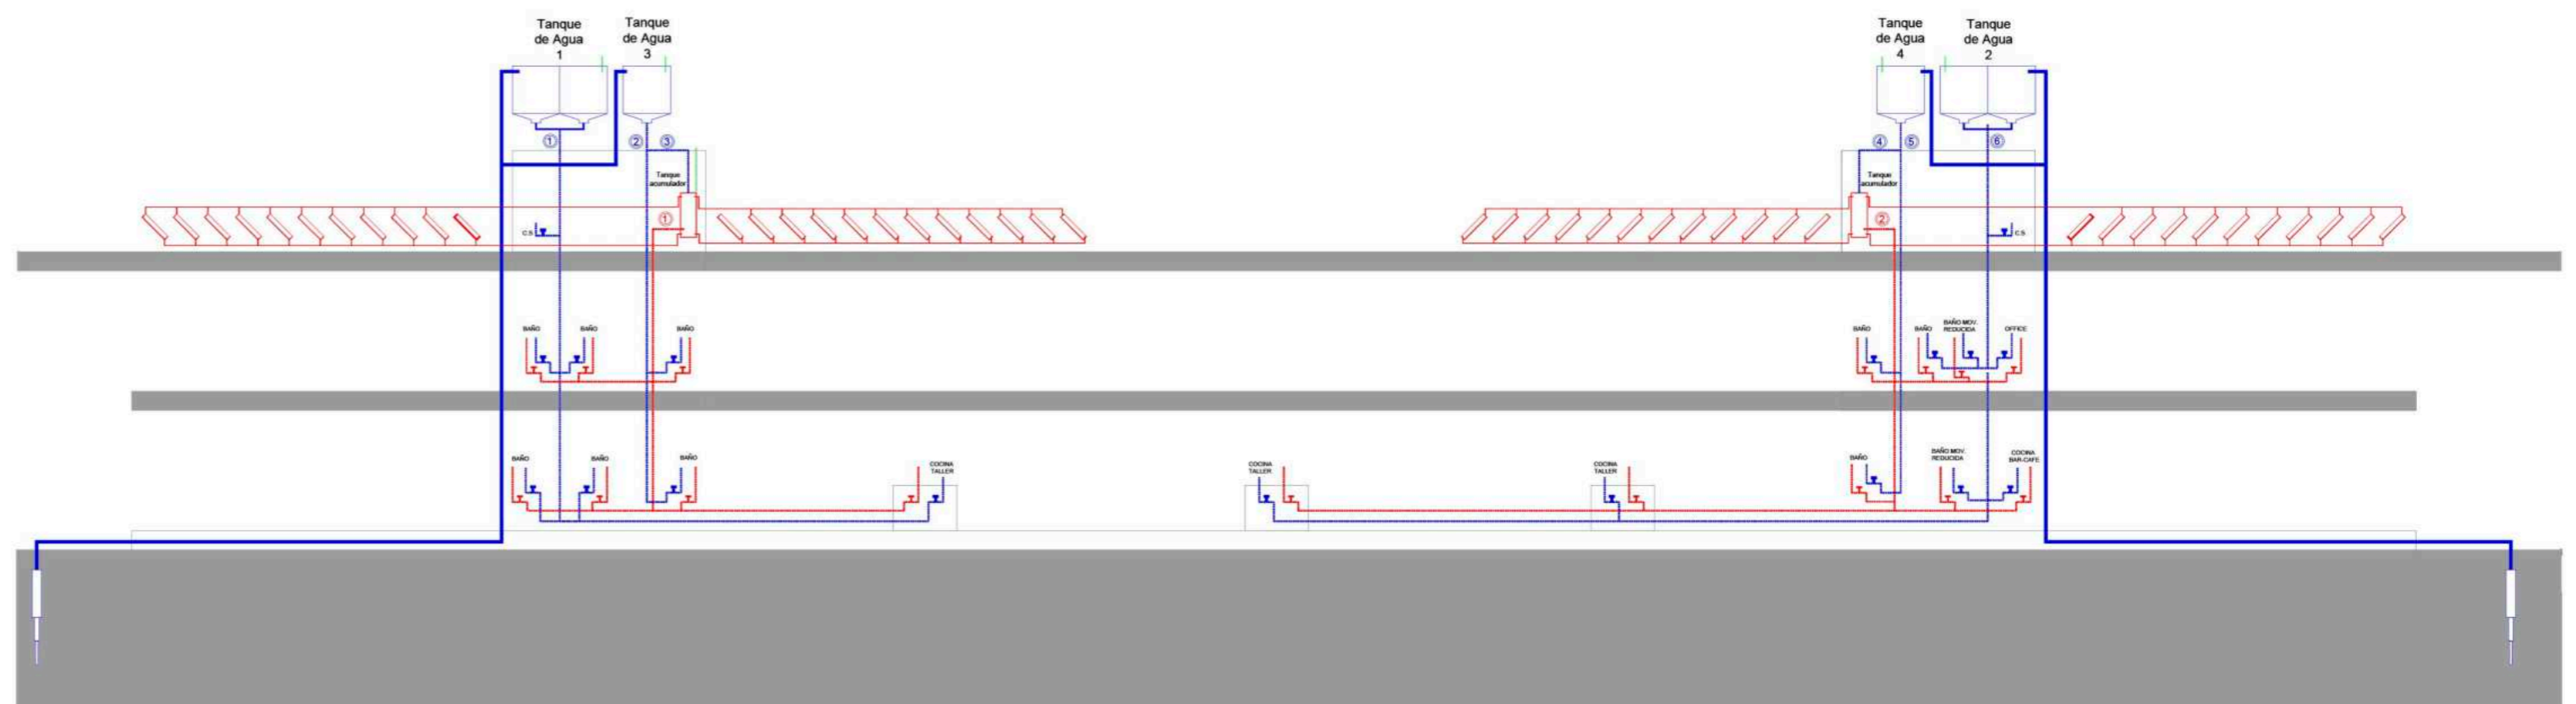 Tanque
de Agua
1
Tanque
de Agua
3
Tanque
de Agua
4
Tanque
de Agua
2
①
②
③
④
⑤
⑥
Tanque
acumulador
Tanque
acumulador
①
②
C.S
C.S
BAÑO
BAÑO
BAÑO
BAÑO
BAÑO
BAÑO MOV.
REDUCIDA
OFFICE
BAÑO
BAÑO
BAÑO
COCINA
TALLER
COCINA
TALLER
COCINA
TALLER
BAÑO
BAÑO MOV.
REDUCIDA
COCINA
BAR-CAFE